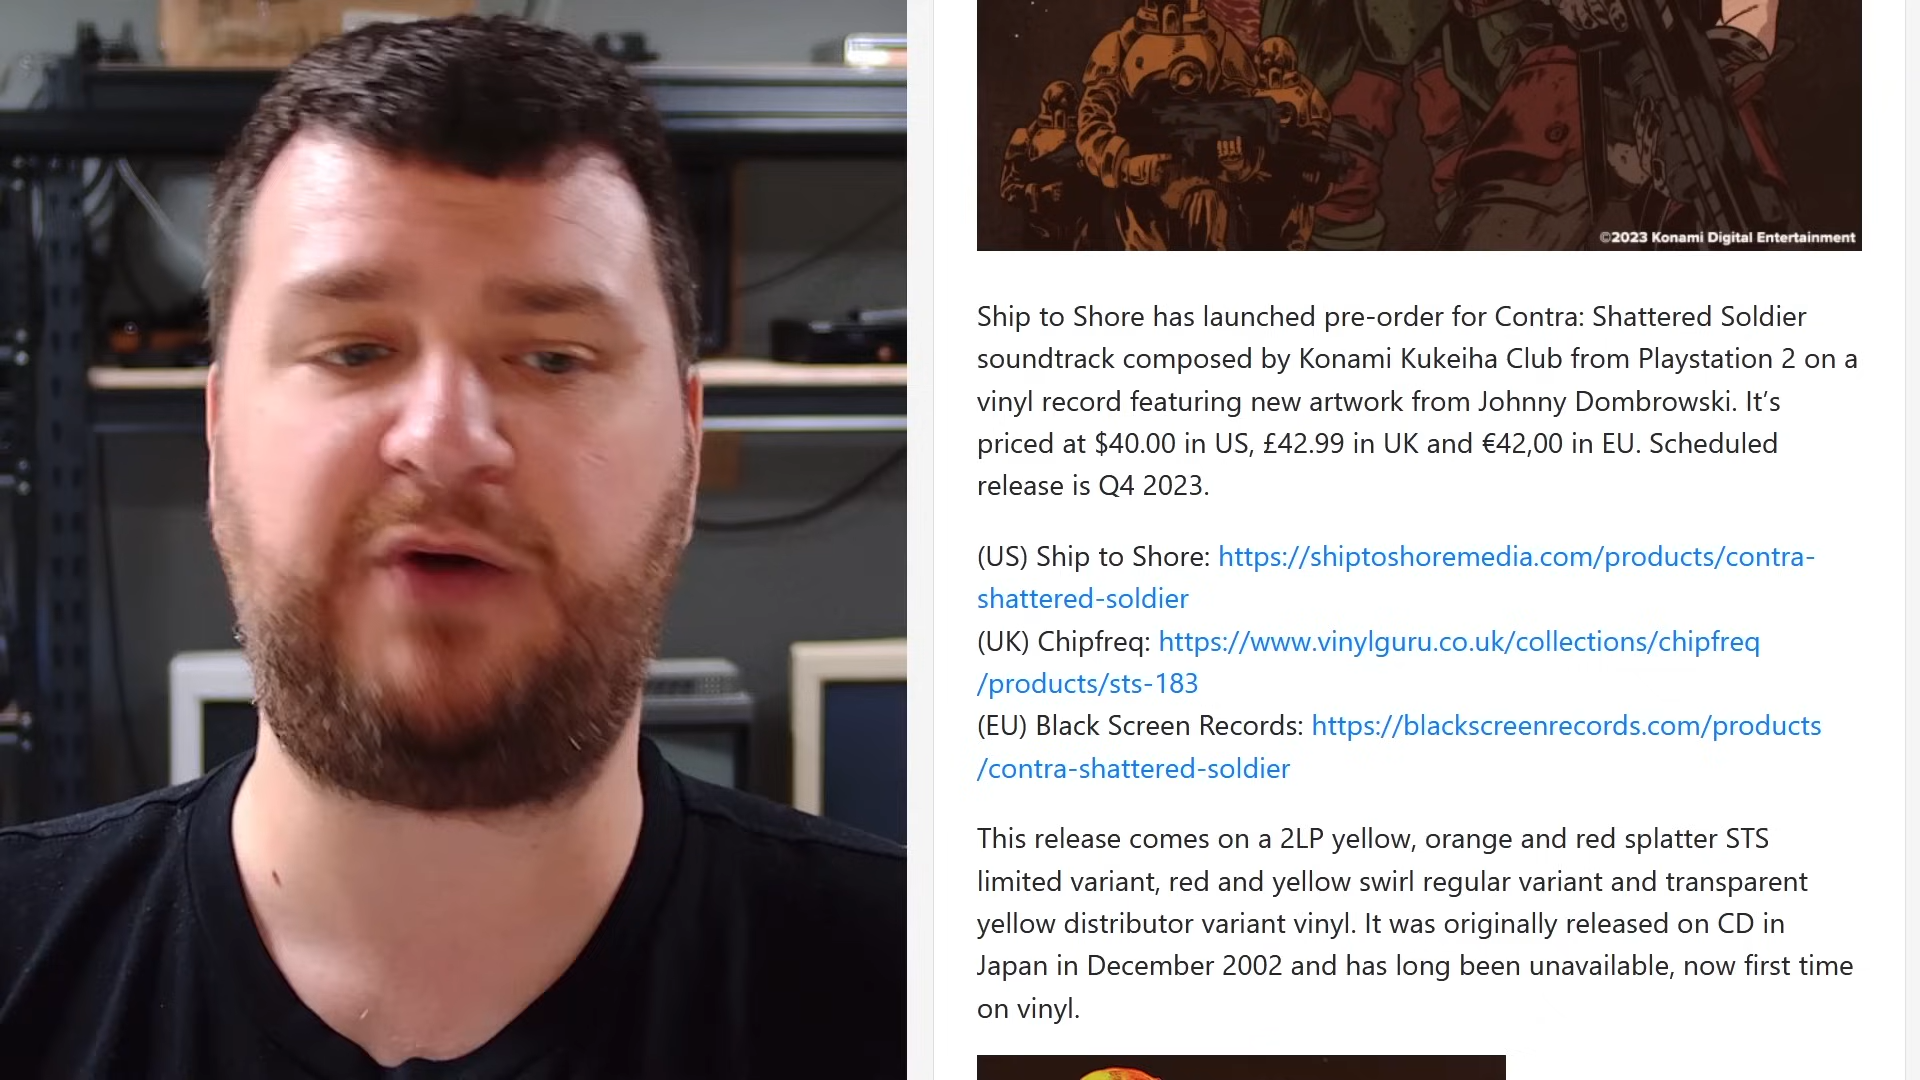 ©2023 Konami Digital Entertainment
Ship to Shore has launched pre-order for Contra: Shattered Soldier
soundtrack composed by Konami Kukeiha Club from Playstation 2 on a
vinyl record featuring new artwork from Johnny Dombrowski. It’s
priced at $40.00 in US, £42.99 in UK and €42,00 in EU. Scheduled
release is Q4 2023.
(US) Ship to Shore: https://shiptoshoremedia.com/products/contra-
shattered-soldier
(UK) Chipfreq: https://www.vinylguru.co.uk/collections/chipfreq
/products/sts-183
(EU) Black Screen Records: https://blackscreenrecords.com/products
/contra-shattered-soldier
This release comes on a 2LP yellow, orange and red splatter STS
limited variant, red and yellow swirl regular variant and transparent
yellow distributor variant vinyl. It was originally released on CD in
Japan in December 2002 and has long been unavailable, now first time
on vinyl.